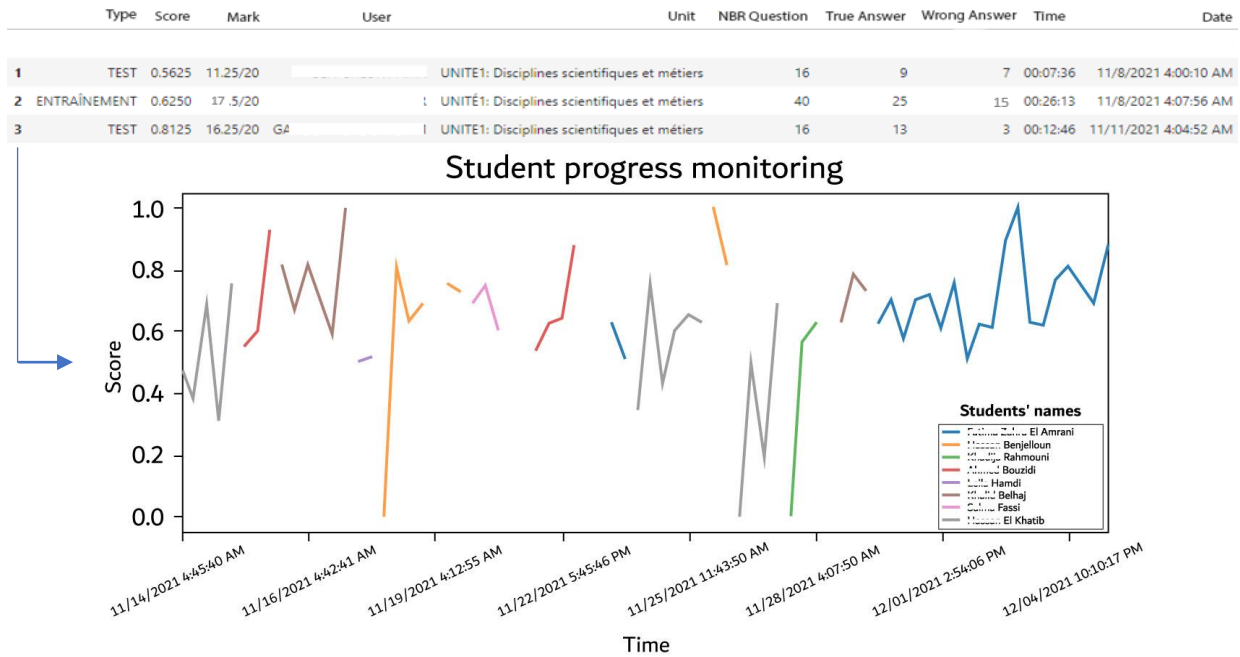 Type Score Mark User Unit NBR Question True Answer Wrong Answer Time Date
1 TEST 0.5625 11.25/20 UNITE1: Disciplines scientifiques et métiers 16 9 7 00:07:36 11/8/2021 4:00:10 AM
2 ENTRAÎNEMENT 0.6250 17 .5/20 UNITÉ1: Disciplines scientifiques et métiers 40 25 15 00:26:13 11/8/2021 4:07:56 AM
3 TEST 0.8125 16.25/20 GA UNITE1: Disciplines scientifiques et métiers 16 13 3 00:12:46 11/11/2021 4:04:52 AM
Student progress monitoring
1.0
0.8
0.6
0.4
0.2
0.0
Score
Students' names
El Amrani
Benjelloun
Rahmouni
Bouzidi
Hamdi
Belhaj
Fassi
El Khatib
11/14/2021 4:45:40 AM
11/16/2021 4:42:41 AM
11/19/2021 4:12:55 AM
11/22/2021 5:45:46 PM
11/25/2021 11:43:50 AM
11/28/2021 4:07:50 AM
12/01/2021 2:54:06 PM
12/04/2021 10:10:17 PM
Time